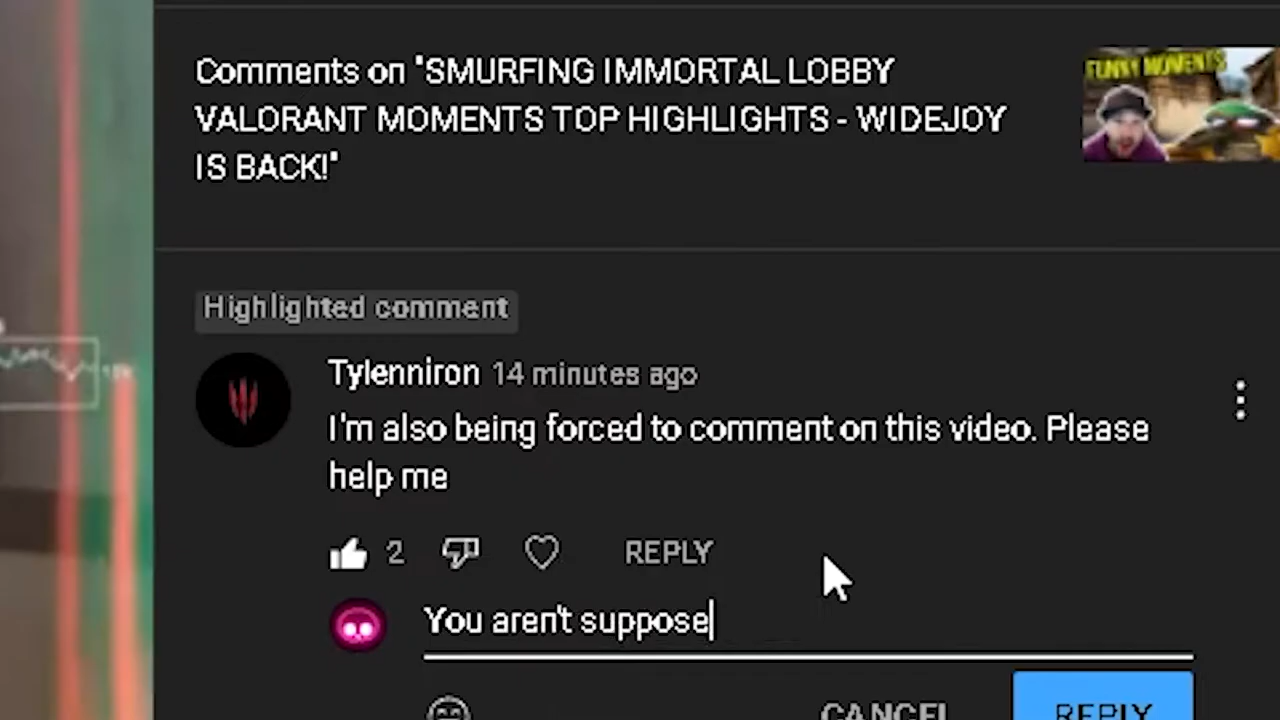 Comments on "SMURFING IMMORTAL LOBBY
VALORANT MOMENTS TOP HIGHLIGHTS - WIDEJOY
IS BACK!"
FUNNY MOMENTS
Highlighted comment
Tylenniron 14 minutes ago
I'm also being forced to comment on this video. Please
help me
2 REPLY
You aren't suppose
CANCEL REPLY